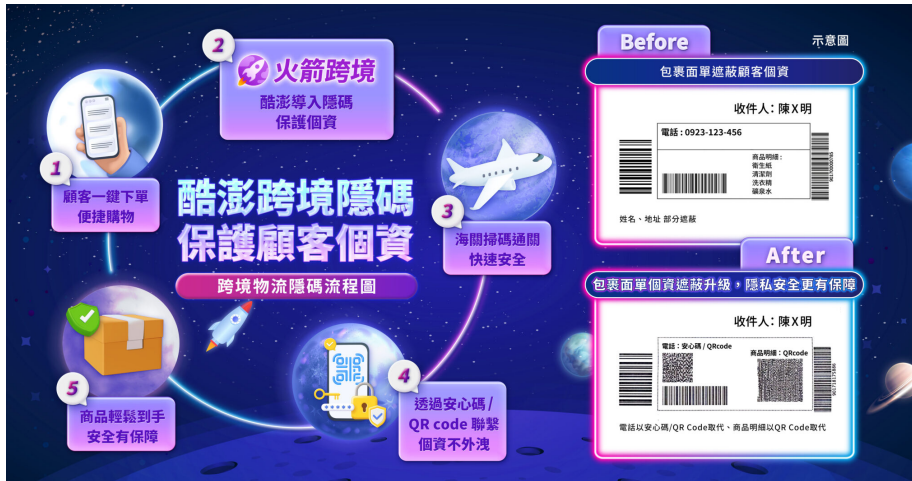 2
火箭跨境
酷澎導入隱碼
保護個資
1
顧客一鍵下單
便捷購物
酷澎跨境隱碼
保護顧客個資
跨境物流隱碼流程圖
3
海關掃碼通關
快速安全
4
透過安心碼/
QR code 聯繫
個資不外洩
5
商品輕鬆到手
安全有保障
Before
示意圖
包裹面單遮蔽顧客個資
收件人:陳X明
電話 : 0923-123-456
商品明細 :
衛生紙
清潔劑
洗衣精
礦泉水
姓名、地址 部分遮蔽
After
包裹面單個資遮蔽升級,隱私安全更有保障
收件人:陳X明
電話:安心碼 / QRcode
商品明細:QRcode
電話以安心碼/QR Code取代、商品明細以QR Code取代